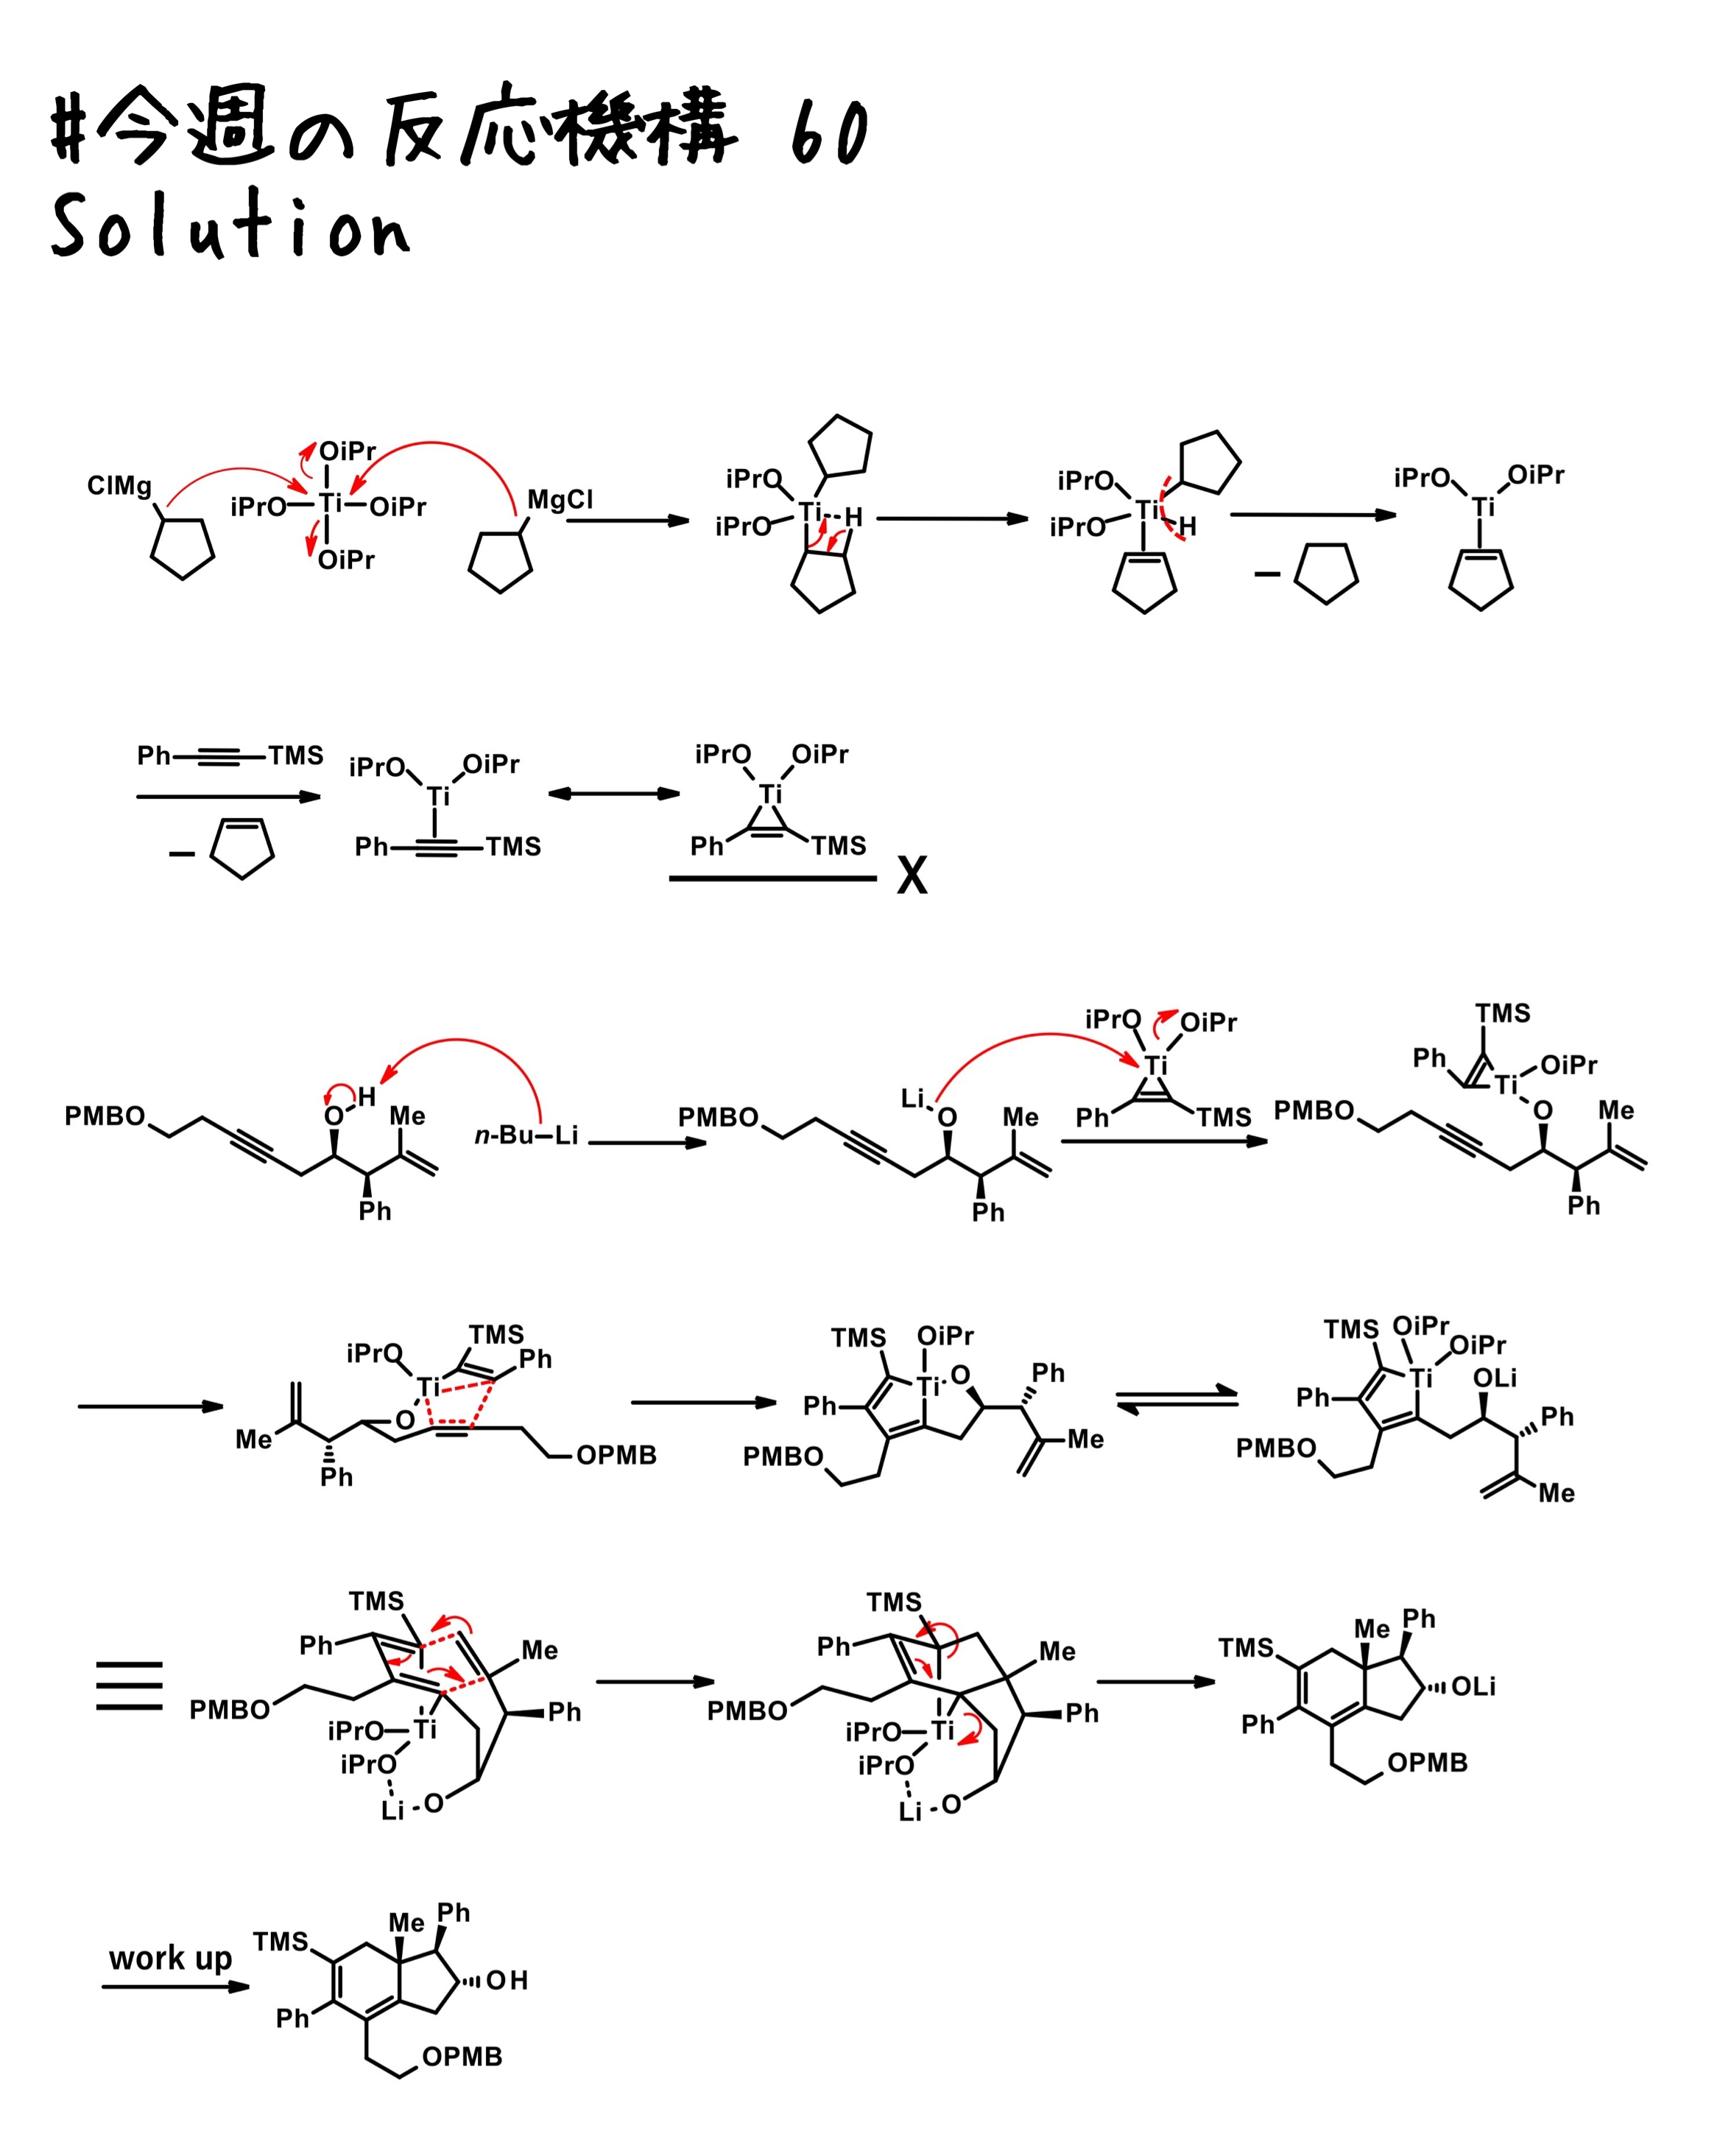 #今週の反応機構 60
Solution
ClMg
OiPr
iPrO Ti OiPr
OiPr
MgCl
iPrO
iPrO Ti H
iPrO
iPrO Ti H
iPrO OiPr
Ti
Ph TMS
iPrO OiPr
Ti
Ph TMS
iPrO OiPr
Ti
Ph TMS
X
PMBO
O H Me
Ph
n-Bu Li
PMBO
Li O Me
Ph
iPrO OiPr
Ti
Ph TMS
TMS
Ph Ti OiPr
PMBO O Me
Ph
TMS
iPrO Ti Ph
Me O
Ph OPMB
TMS OiPr
Ph Ti O Ph
PMBO Me
TMS OiPr
OiPr
Ph Ti OLi
Ph
PMBO
Me
TMS
Ph Me
PMBO Ph
iPrO Ti
iPrO
Li O
TMS
Ph Me
PMBO Ph
iPrO Ti
iPrO
Li O
Me Ph
TMS
OLi
Ph
OPMB
work up
Me Ph
TMS
OH
Ph
OPMB